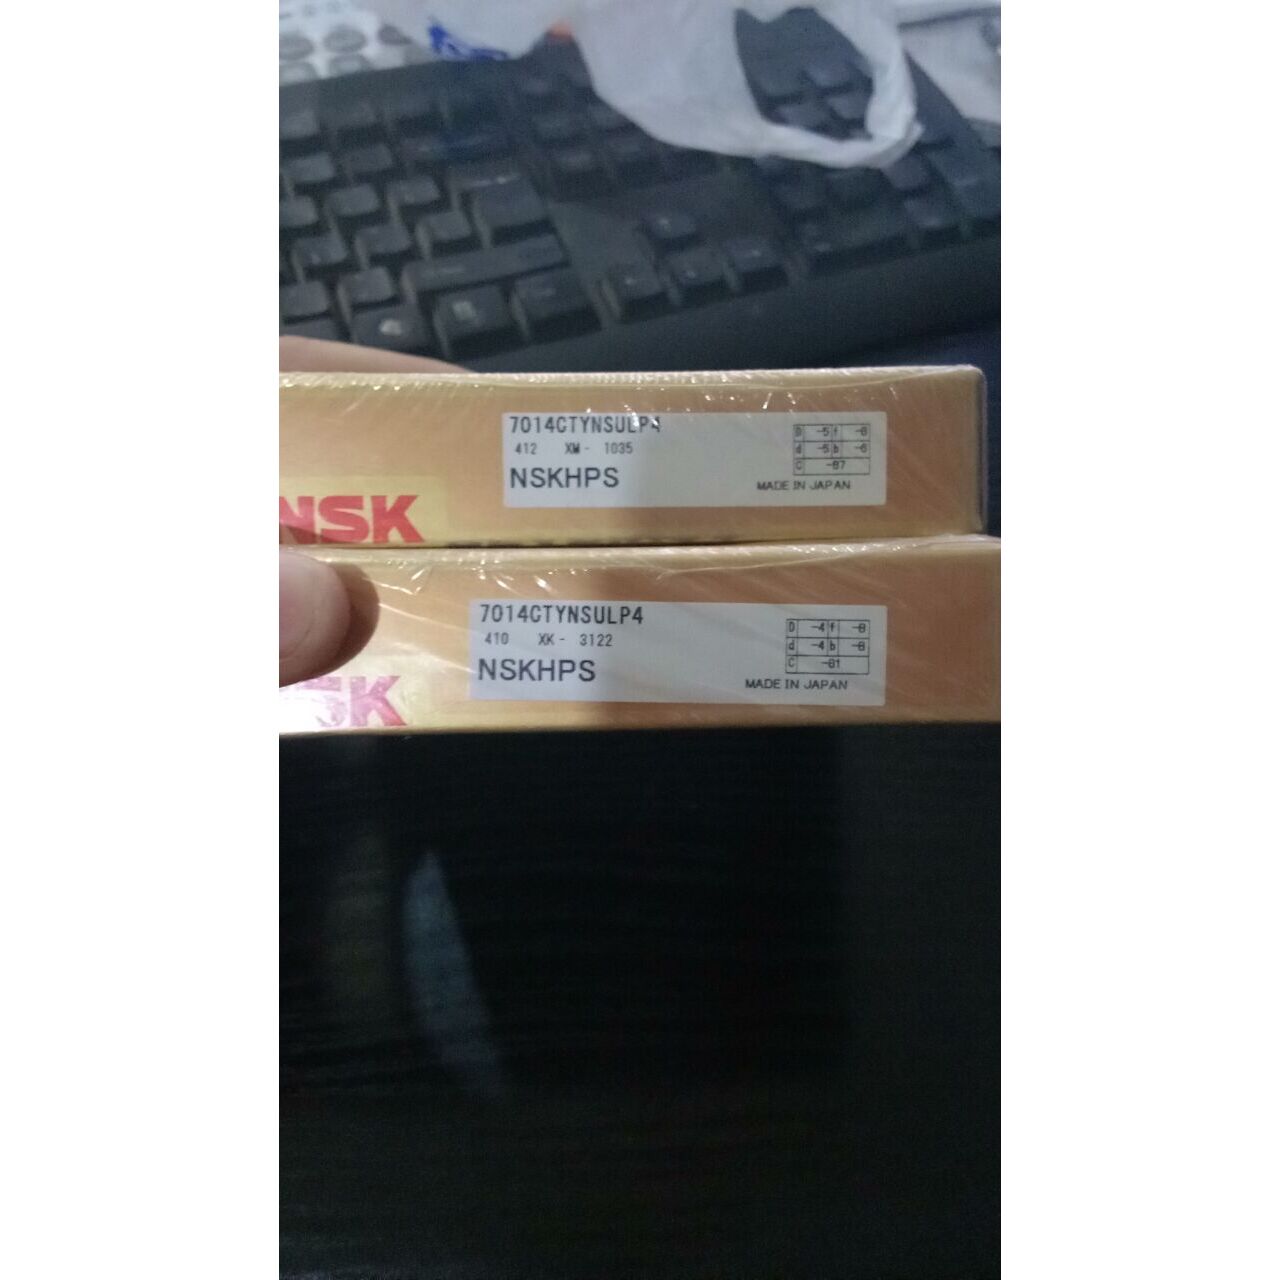 7014CTYNSULP4
412 XM - 1035
NSKHPS
D -5 f -6
d -5 b -6
C -87
MADE IN JAPAN
NSK
7014CTYNSULP4
410 XK - 3122
NSKHPS
D -4 f -8
d -4 b -8
C -81
MADE IN JAPAN
SK